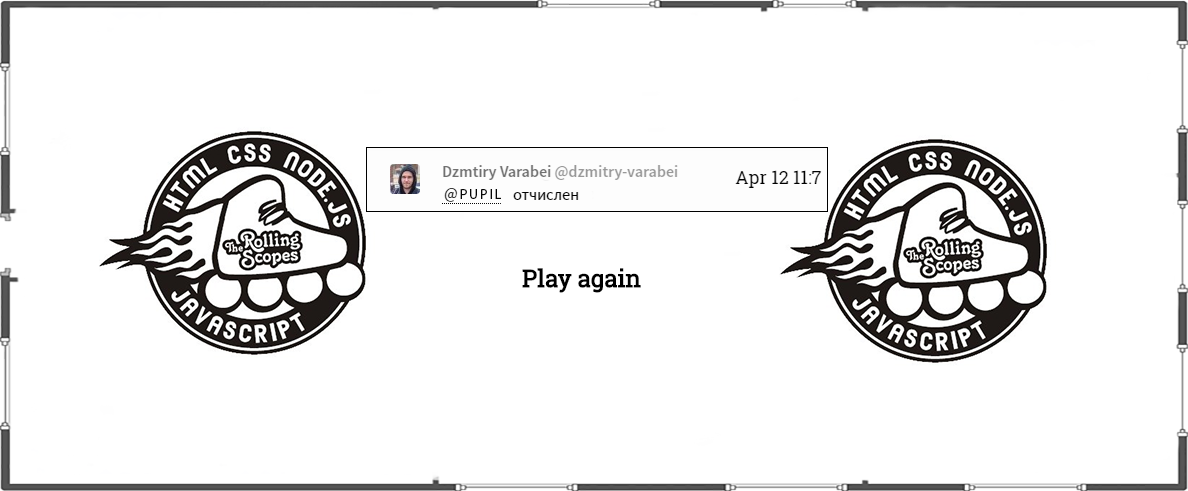 HTML CSS NODE.JS
The Rolling
Scopes
JAVASCRIPT
Dzmtiry Varabei @dzmitry-varabei
@PUPIL отчислен
Apr 12 11:7
Play again
HTML CSS NODE.JS
The Rolling
Scopes
JAVASCRIPT